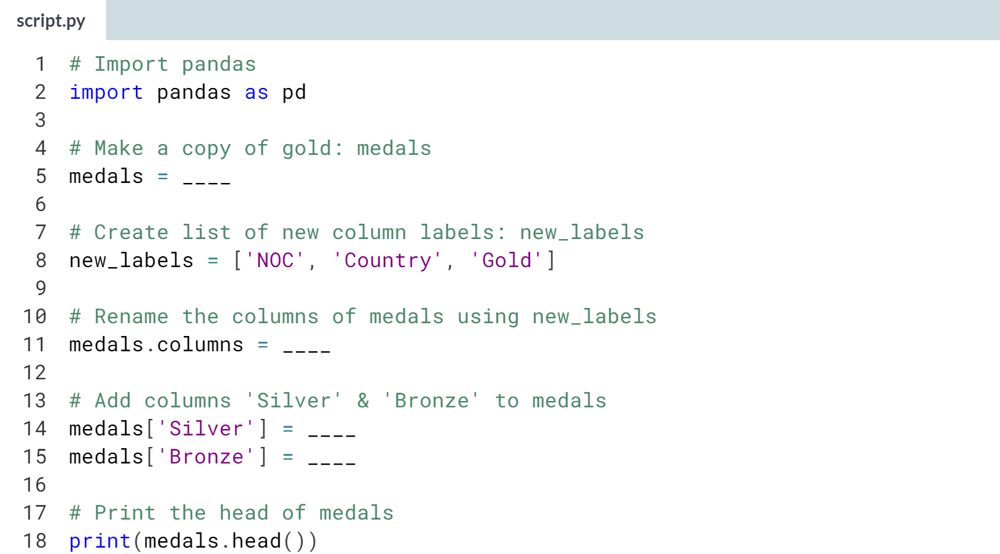 script.py
1 # Import pandas
2 import pandas as pd
3
4 # Make a copy of gold: medals
5 medals = ____
6
7 # Create list of new column labels: new_labels
8 new_labels = ['NOC', 'Country', 'Gold']
9
10 # Rename the columns of medals using new_labels
11 medals.columns = ____
12
13 # Add columns 'Silver' & 'Bronze' to medals
14 medals['Silver'] = ____
15 medals['Bronze'] = ____
16
17 # Print the head of medals
18 print(medals.head())